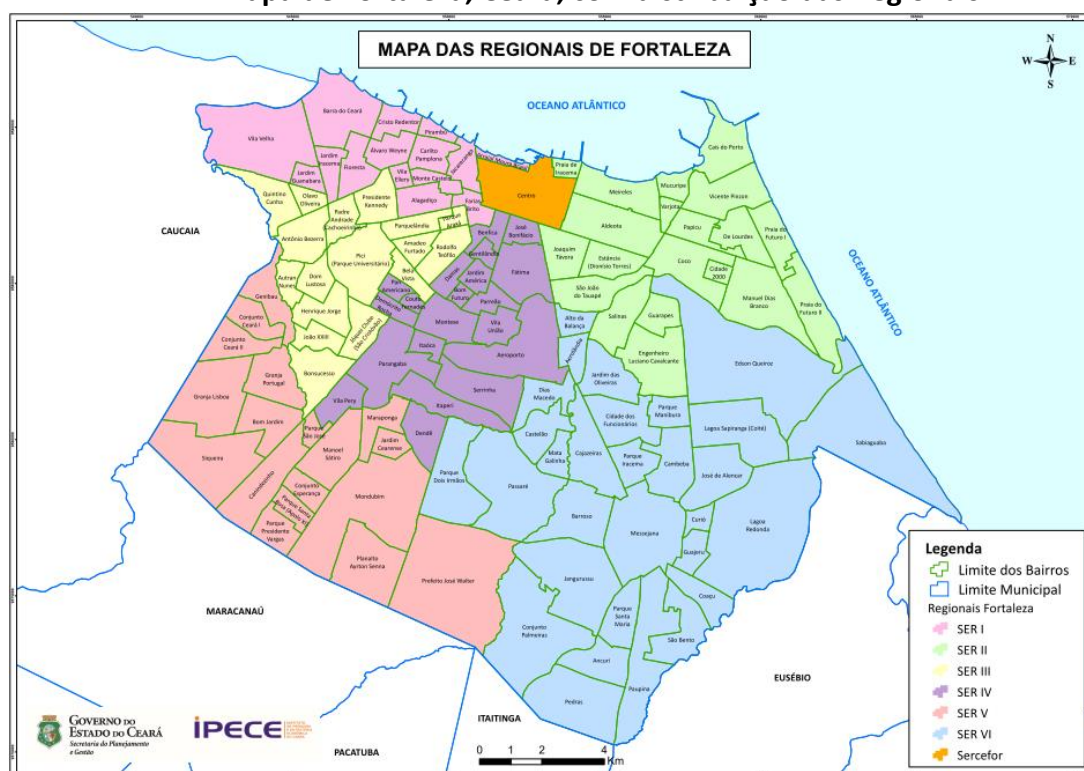 MAPA DAS REGIONAIS DE FORTALEZA
N
W E
S
OCEANO ATLÂNTICO
Cais do Porto
Barra do Ceará
Vila Velha
Cristo Redentor
Pirambu
Jardim Iracema
Floresta
Álvaro Weyne
Carlito
Pamplona
Jacarecanga
Vila
Ellery
Monte Castelo
Jardim
Guanabara
Alagadiço
Farias
Brito
Centro
Praia de
Iracema
Meireles
Mucuripe
Varjota
Vicente Pinzon
Papicu
De Lourdes
Praia do
Futuro I
Aldeota
Quintino
Cunha
Olavo
Oliveira
Presidente
Kennedy
Padre
Andrade
Parquelândia
CAUCAIA
Antônio Bezerra
Amadeu
Furtado
Rodolfo
Teófilo
Pici
(Parque Universitário)
Bela
Vista
Benfica
José
Bonifácio
Fátima
Joaquim
Távora
Estância
(Dionísio Torres)
Cocó
Cidade
2000
Manuel Dias
Branco
Praia do
Futuro II
OCEANO ATLÂNTICO
São João
do Tauape
Autran
Nunes
Dom
Lustosa
Pan
Americano
Damas
Jardim
América
Bom
Futuro
Parreão
Couto
Fernandes
Genibau
Conjunto
Ceará I
Conjunto
Ceará II
Henrique Jorge
João XXIII
Montese
Vila
União
Alto da
Balança
Salinas
Guarapes
Itaóca
Aeroporto
Aerolândia
Engenheiro
Luciano Cavalcante
Edson Queiroz
Parangaba
Bonsucesso
Granja
Portugal
Granja Lisboa
Vila Pery
Serrinha
Itaperi
Dendê
Dias
Macedo
Jardim das
Oliveiras
Bom Jardim
Parque
São José
Maraponga
Jardim
Cearense
Manoel
Sátiro
Siqueira
Canindezinho
Castelão
Mata
Galinha
Cajazeiras
Cidade dos
Funcionários
Parque
Manibura
Parque
Iracema
Cambeba
Lagoa Sapiranga (Coité)
Sabiaguaba
José de Alencar
Parque
Dois Irmãos
Passaré
Conjunto
Esperança
Mondubim
Parque
Presidente
Vargas
Barroso
Messejana
Curió
Guajeru
Lagoa
Redonda
Planalto
Ayrton Senna
Prefeito José Walter
Jangurussu
Coaçu
Parque
Santa
Maria
Conjunto
Palmeiras
São Bento
Ancuri
Paupina
Pedras
MARACANAÚ
EUSÉBIO
ITAITINGA
PACATUBA
Legenda
Limite dos Bairros
Limite Municipal
Regionais Fortaleza
SER I
SER II
SER III
SER IV
SER V
SER VI
Sercefor
GOVERNO DO
ESTADO DO CEARÁ
Secretaria do Planejamento
e Gestão
IPECE
0 1 2 4
Km